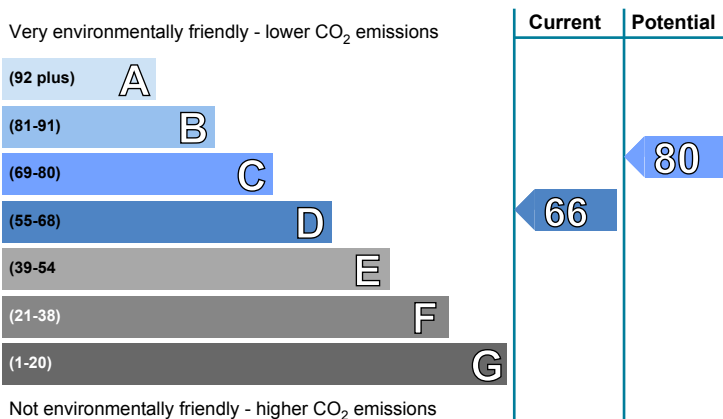 Very environmentally friendly - lower CO2 emissions
Current
Potential
(92 plus) A
(81-91) B
(69-80) C
80
(55-68) D
66
(39-54 E
(21-38) F
(1-20) G
Not environmentally friendly - higher CO2 emissions